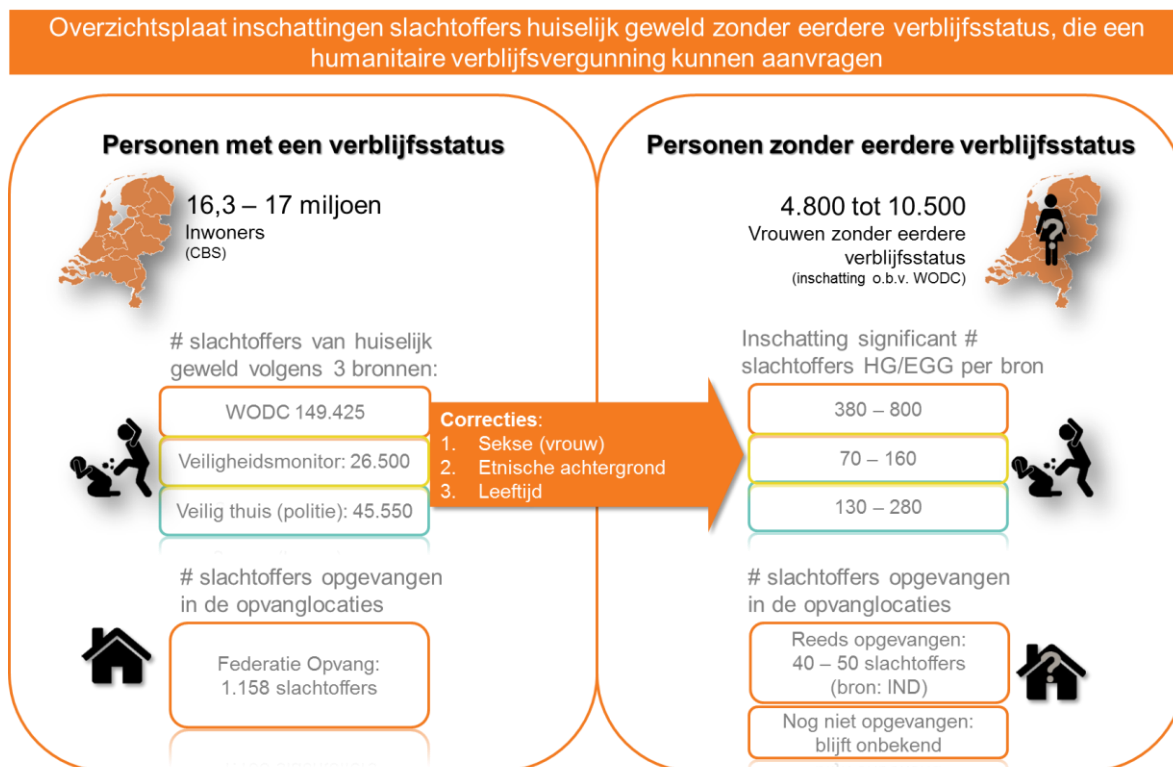 Overzichtsplaat inschattingen slachtoffers huiselijk geweld zonder eerdere verblijfsstatus, die een
humanitaire verblijfsvergunning kunnen aanvragen
Personen met een verblijfsstatus
16,3 – 17 miljoen
Inwoners
(CBS)
# slachtoffers van huiselijk
geweld volgens 3 bronnen:
WODC 149.425
Veiligheidsmonitor: 26.500
Veilig thuis (politie): 45.550
# slachtoffers opgevangen
in de opvanglocaties
Federatie Opvang:
1.158 slachtoffers
Correcties:
1. Sekse (vrouw)
2. Etnische achtergrond
3. Leeftijd
Personen zonder eerdere verblijfsstatus
4.800 tot 10.500
Vrouwen zonder eerdere
verblijfsstatus
(inschatting o.b.v. WODC)
?
Inschatting significant #
slachtoffers HG/EGG per bron
380 – 800
70 – 160
130 – 280
# slachtoffers opgevangen
in de opvanglocaties
Reeds opgevangen:
40 – 50 slachtoffers
(bron: IND)
?
Nog niet opgevangen:
blijft onbekend